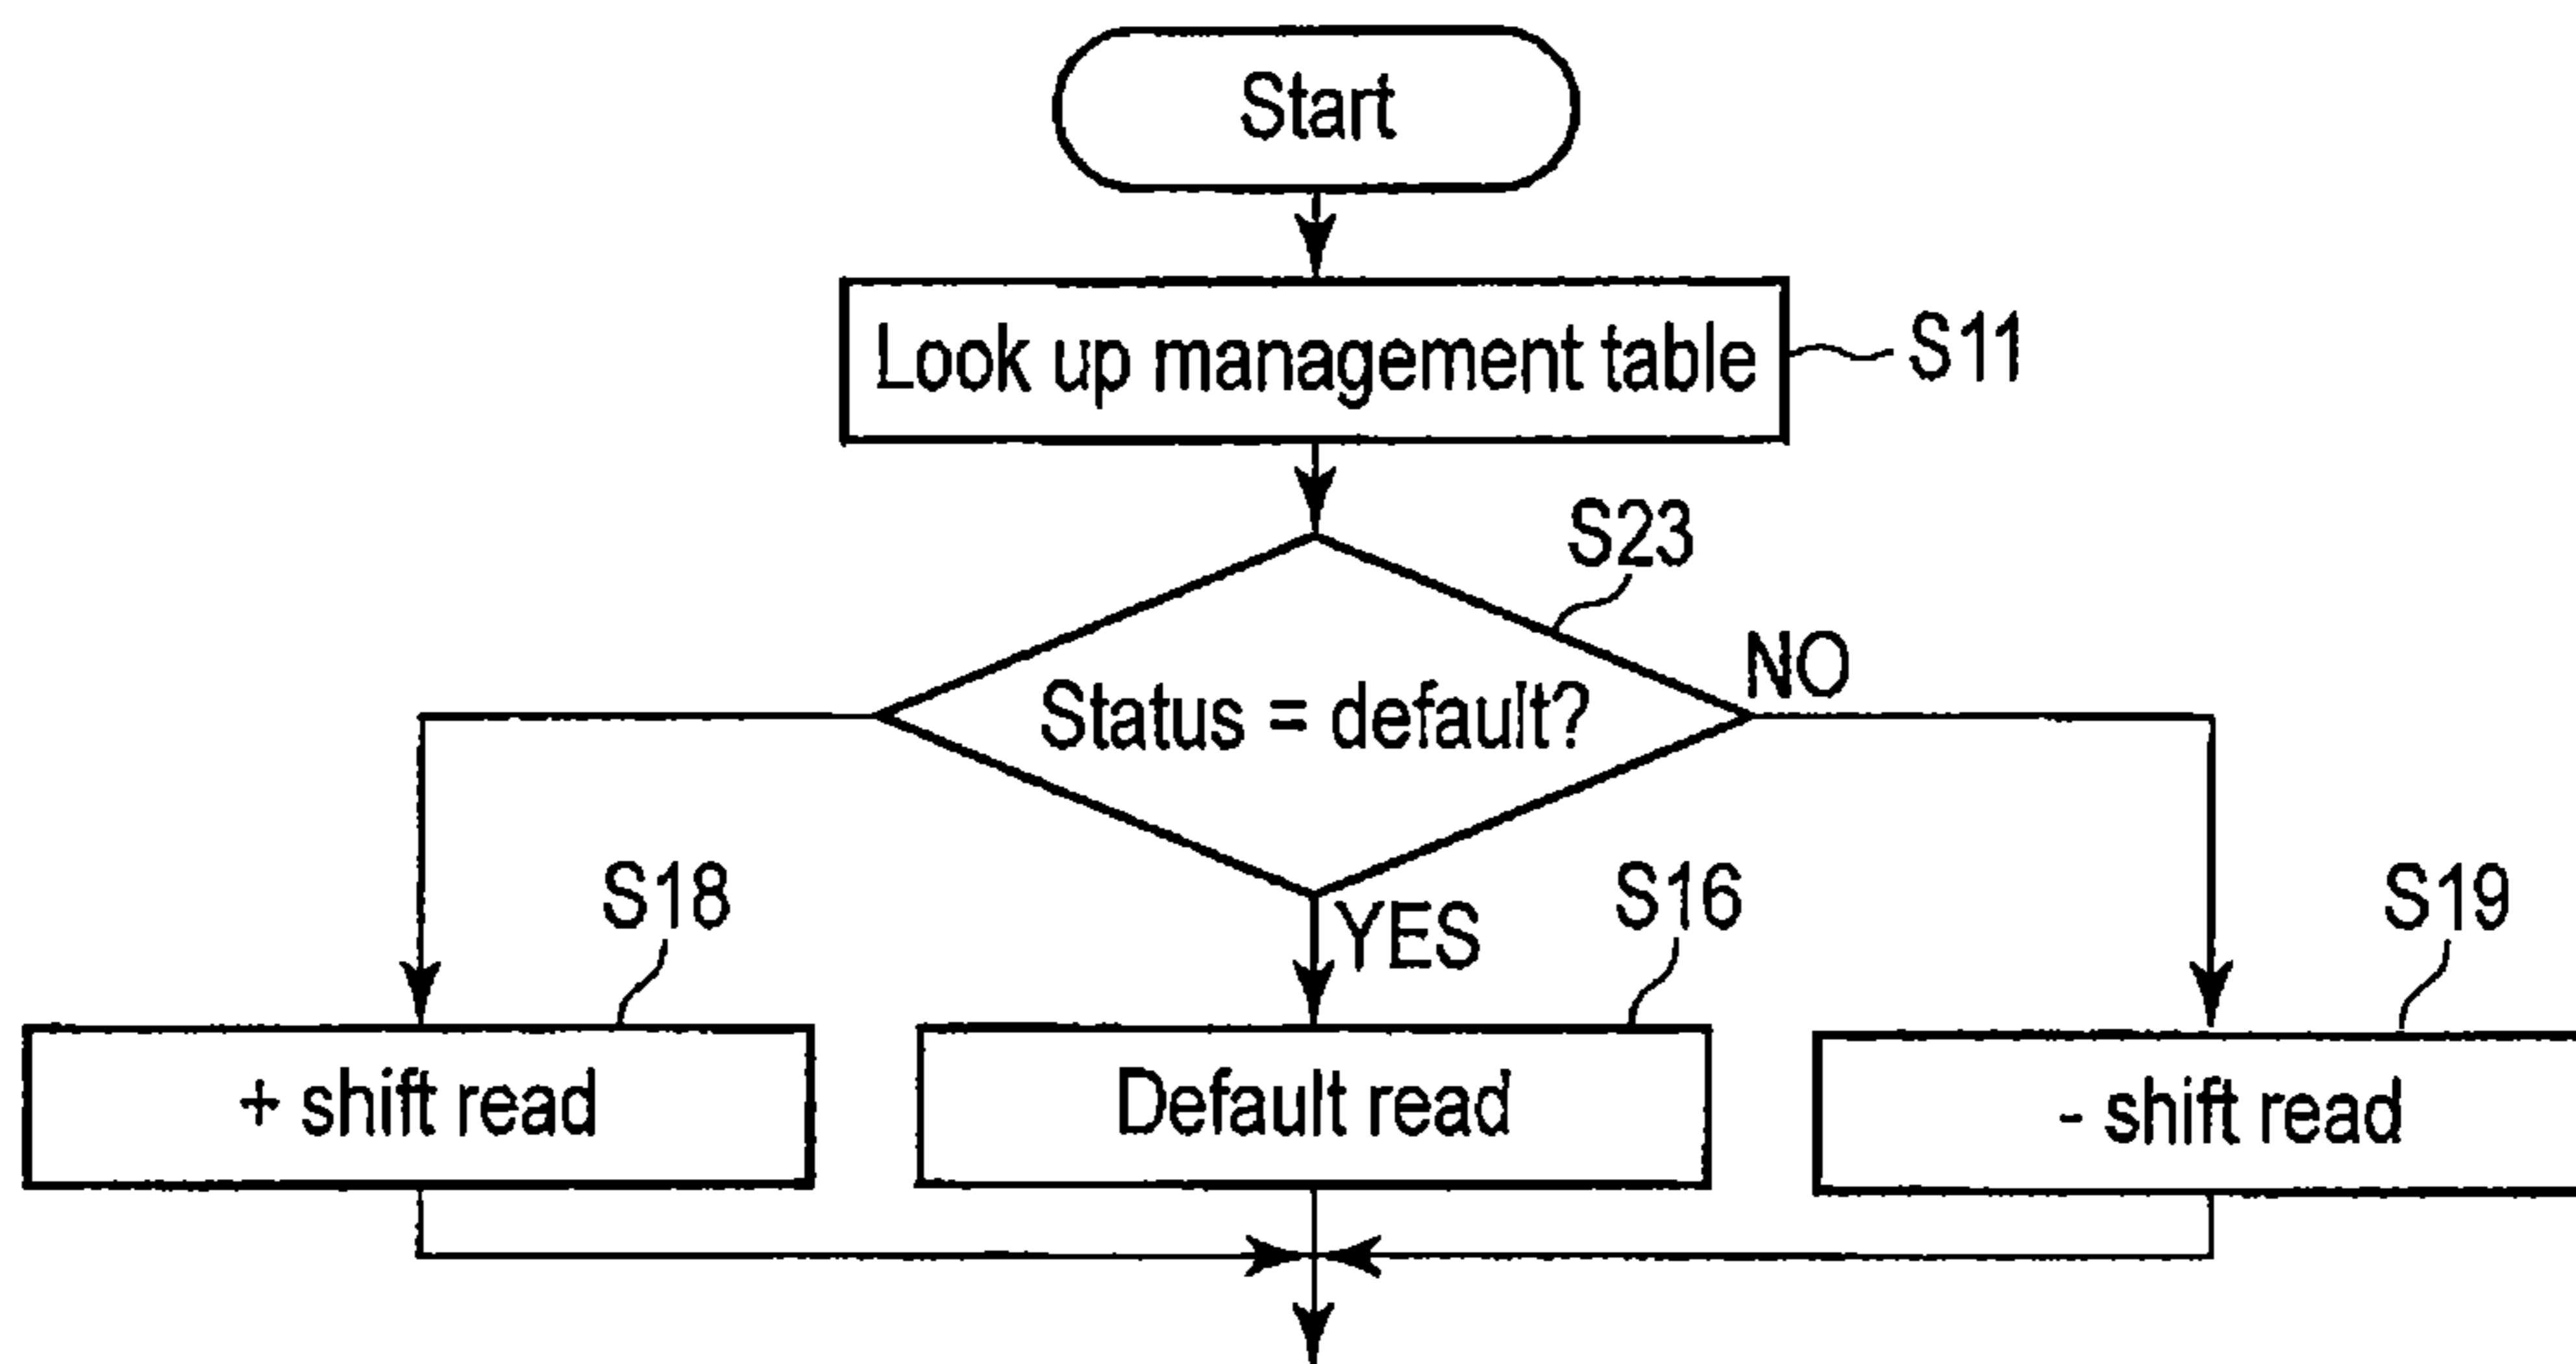 Start
Look up management table
S11
S23
Status = default?
NO
YES
S18
S16
S19
+ shift read
Default read
- shift read